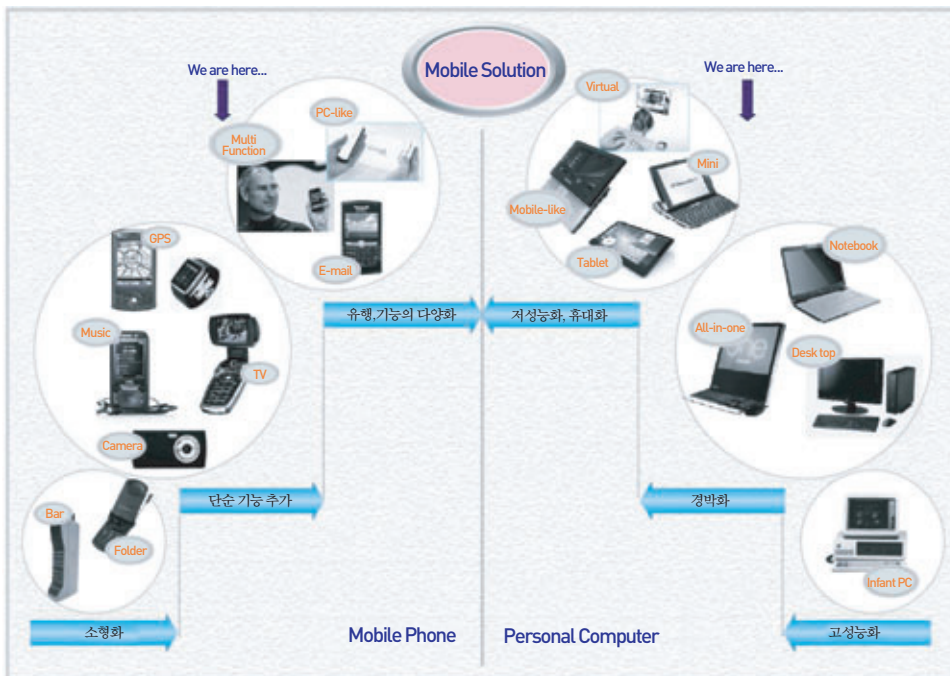 Mobile Solution
We are here...
We are here...
PC-like
Multi
Function
E-mail
Virtual
Mini
Mobile-like
Tablet
GPS
Music
TV
Camera
Notebook
All-in-one
Desk top
유행,기능의 다양화
저성능화, 휴대화
Bar
Folder
단순 기능 추가
경박화
Infant PC
소형화
Mobile Phone
Personal Computer
고성능화